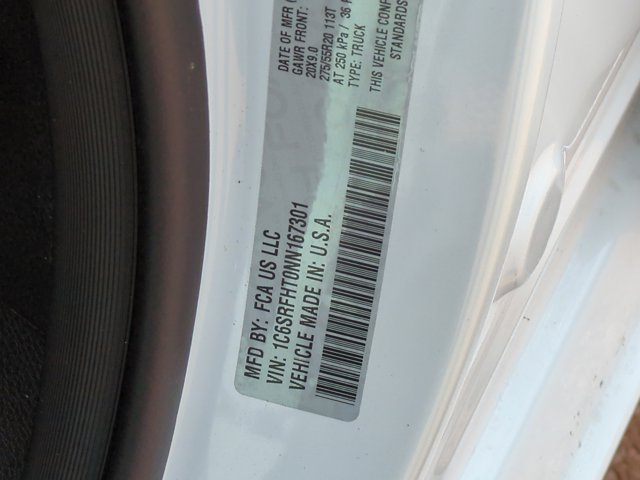 MFD BY: FCA US LLC
DATE OF MFR
GAWR FRONT:
20X9.0
275/55R20 113T
AT 250 kPa / 36
TYPE: TRUCK
VIN: 1C6SRFHT0NN167301
VEHICLE MADE IN: U.S.A.
THIS VEHICLE
STANDARDS